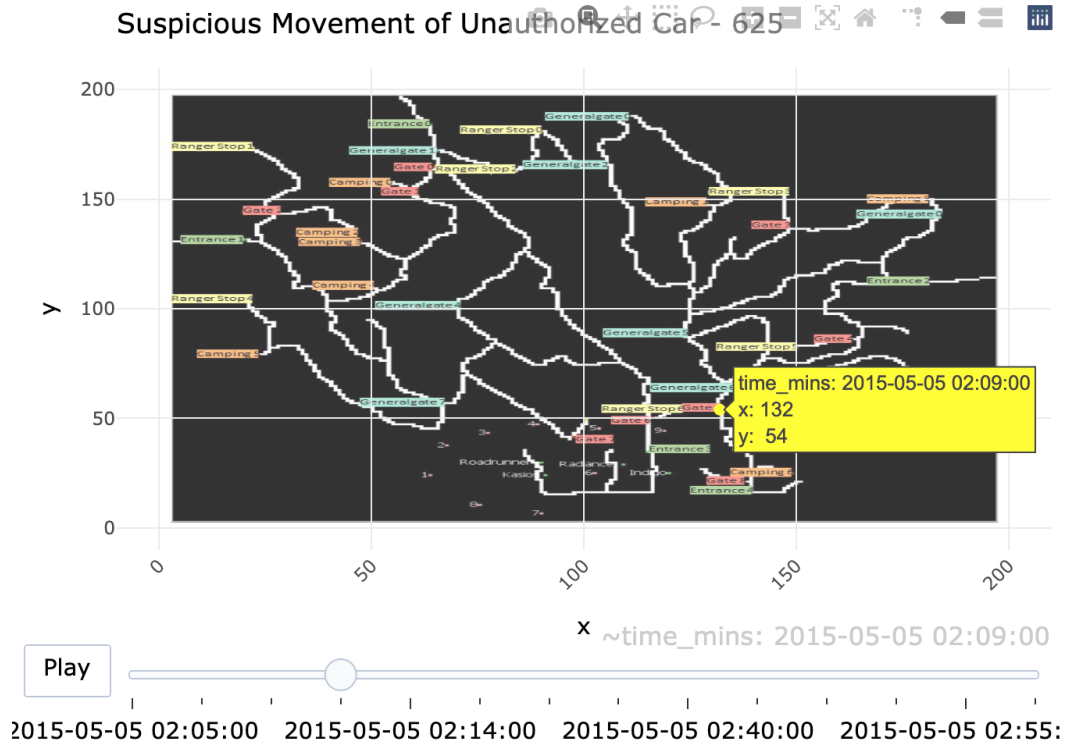 Suspicious Movement of Unauthorized Car - 625
200
150
100
50
0
y
Entrance 0
Generalgate 0
Ranger Stop 0
Ranger Stop 1
Generalgate 1
Generalgate 2
Gate 0
Ranger Stop 2
Camping 0
Ranger Stop 3
Camping
Camping
Gate 2
Gate
Gate 3
Generalgate
Camping
Camping
Entrance 1
Camping
Entrance 2
Ranger Stop 4
Generalgate 4
Generalgate 5
Gate 4
Ranger Stop 5
Camping 5
Generalgate 7
Generalgate 6
Ranger Stop 6
Gate
Gate 6
Gate 7
Entrance 3
Roadrunner
Kasios
Radiance
Indigo
Camping 6
Gate 8
Entrance 4
1
2
3
4
5
6
7
8
9
time_mins: 2015-05-05 02:09:00
x: 132
y: 54
0
50
100
150
200
x
~time_mins: 2015-05-05 02:09:00
Play
2015-05-05 02:05:00
2015-05-05 02:14:00
2015-05-05 02:40:00
2015-05-05 02:55: